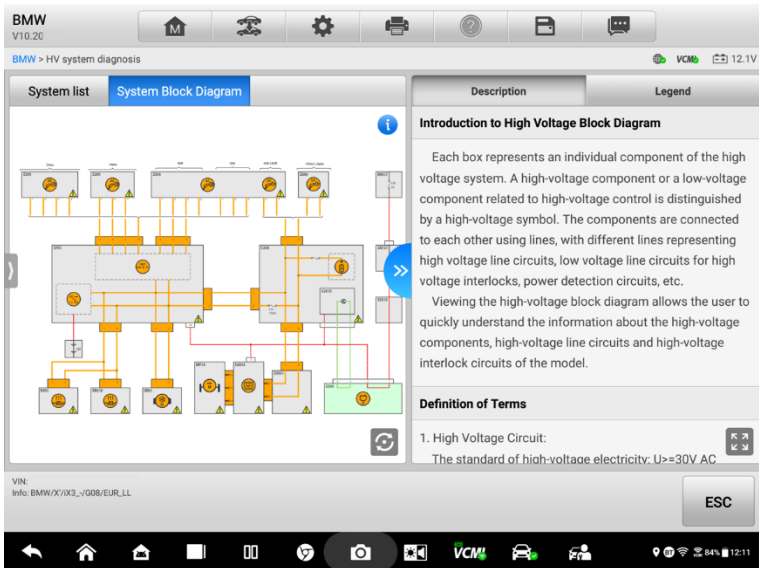 BMW
V10.20
M
?
BMW > HV system diagnosis
VCMI
12.1V
System list
System Block Diagram
Description
Legend
i
Introduction to High Voltage Block Diagram
Each box represents an individual component of the high
voltage system. A high-voltage component or a low-voltage
component related to high-voltage control is distinguished
by a high-voltage symbol. The components are connected
to each other using lines, with different lines representing
high voltage line circuits, low voltage line circuits for high
voltage interlocks, power detection circuits, etc.
Viewing the high-voltage block diagram allows the user to
quickly understand the information about the high-voltage
components, high-voltage line circuits and high-voltage
interlock circuits of the model.
Definition of Terms
1. High Voltage Circuit:
The standard of high-voltage electricity: U>=30V AC
VIN:
Info: BMW/X'/iX3_-/G08/EUR_LL
ESC
VCMI
BT
84%
12:11